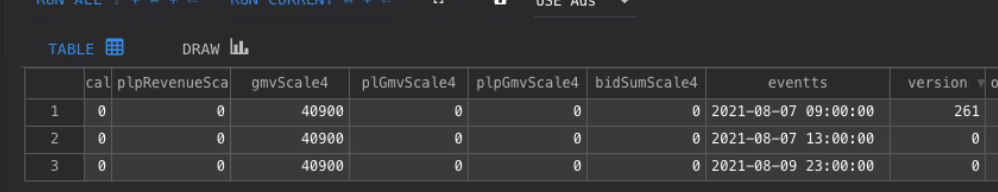 RUN ALL
RUN CURRENT
USE Ads
TABLE DRAW
cal plpRevenueSca gmvScale4 plGmvScale4 plpGmvScale4 bidSumScale4 eventts version o
1 0 0 40900 0 0 0 2021-08-07 09:00:00 261
2 0 0 40900 0 0 0 2021-08-07 13:00:00 0
3 0 0 40900 0 0 0 2021-08-09 23:00:00 0